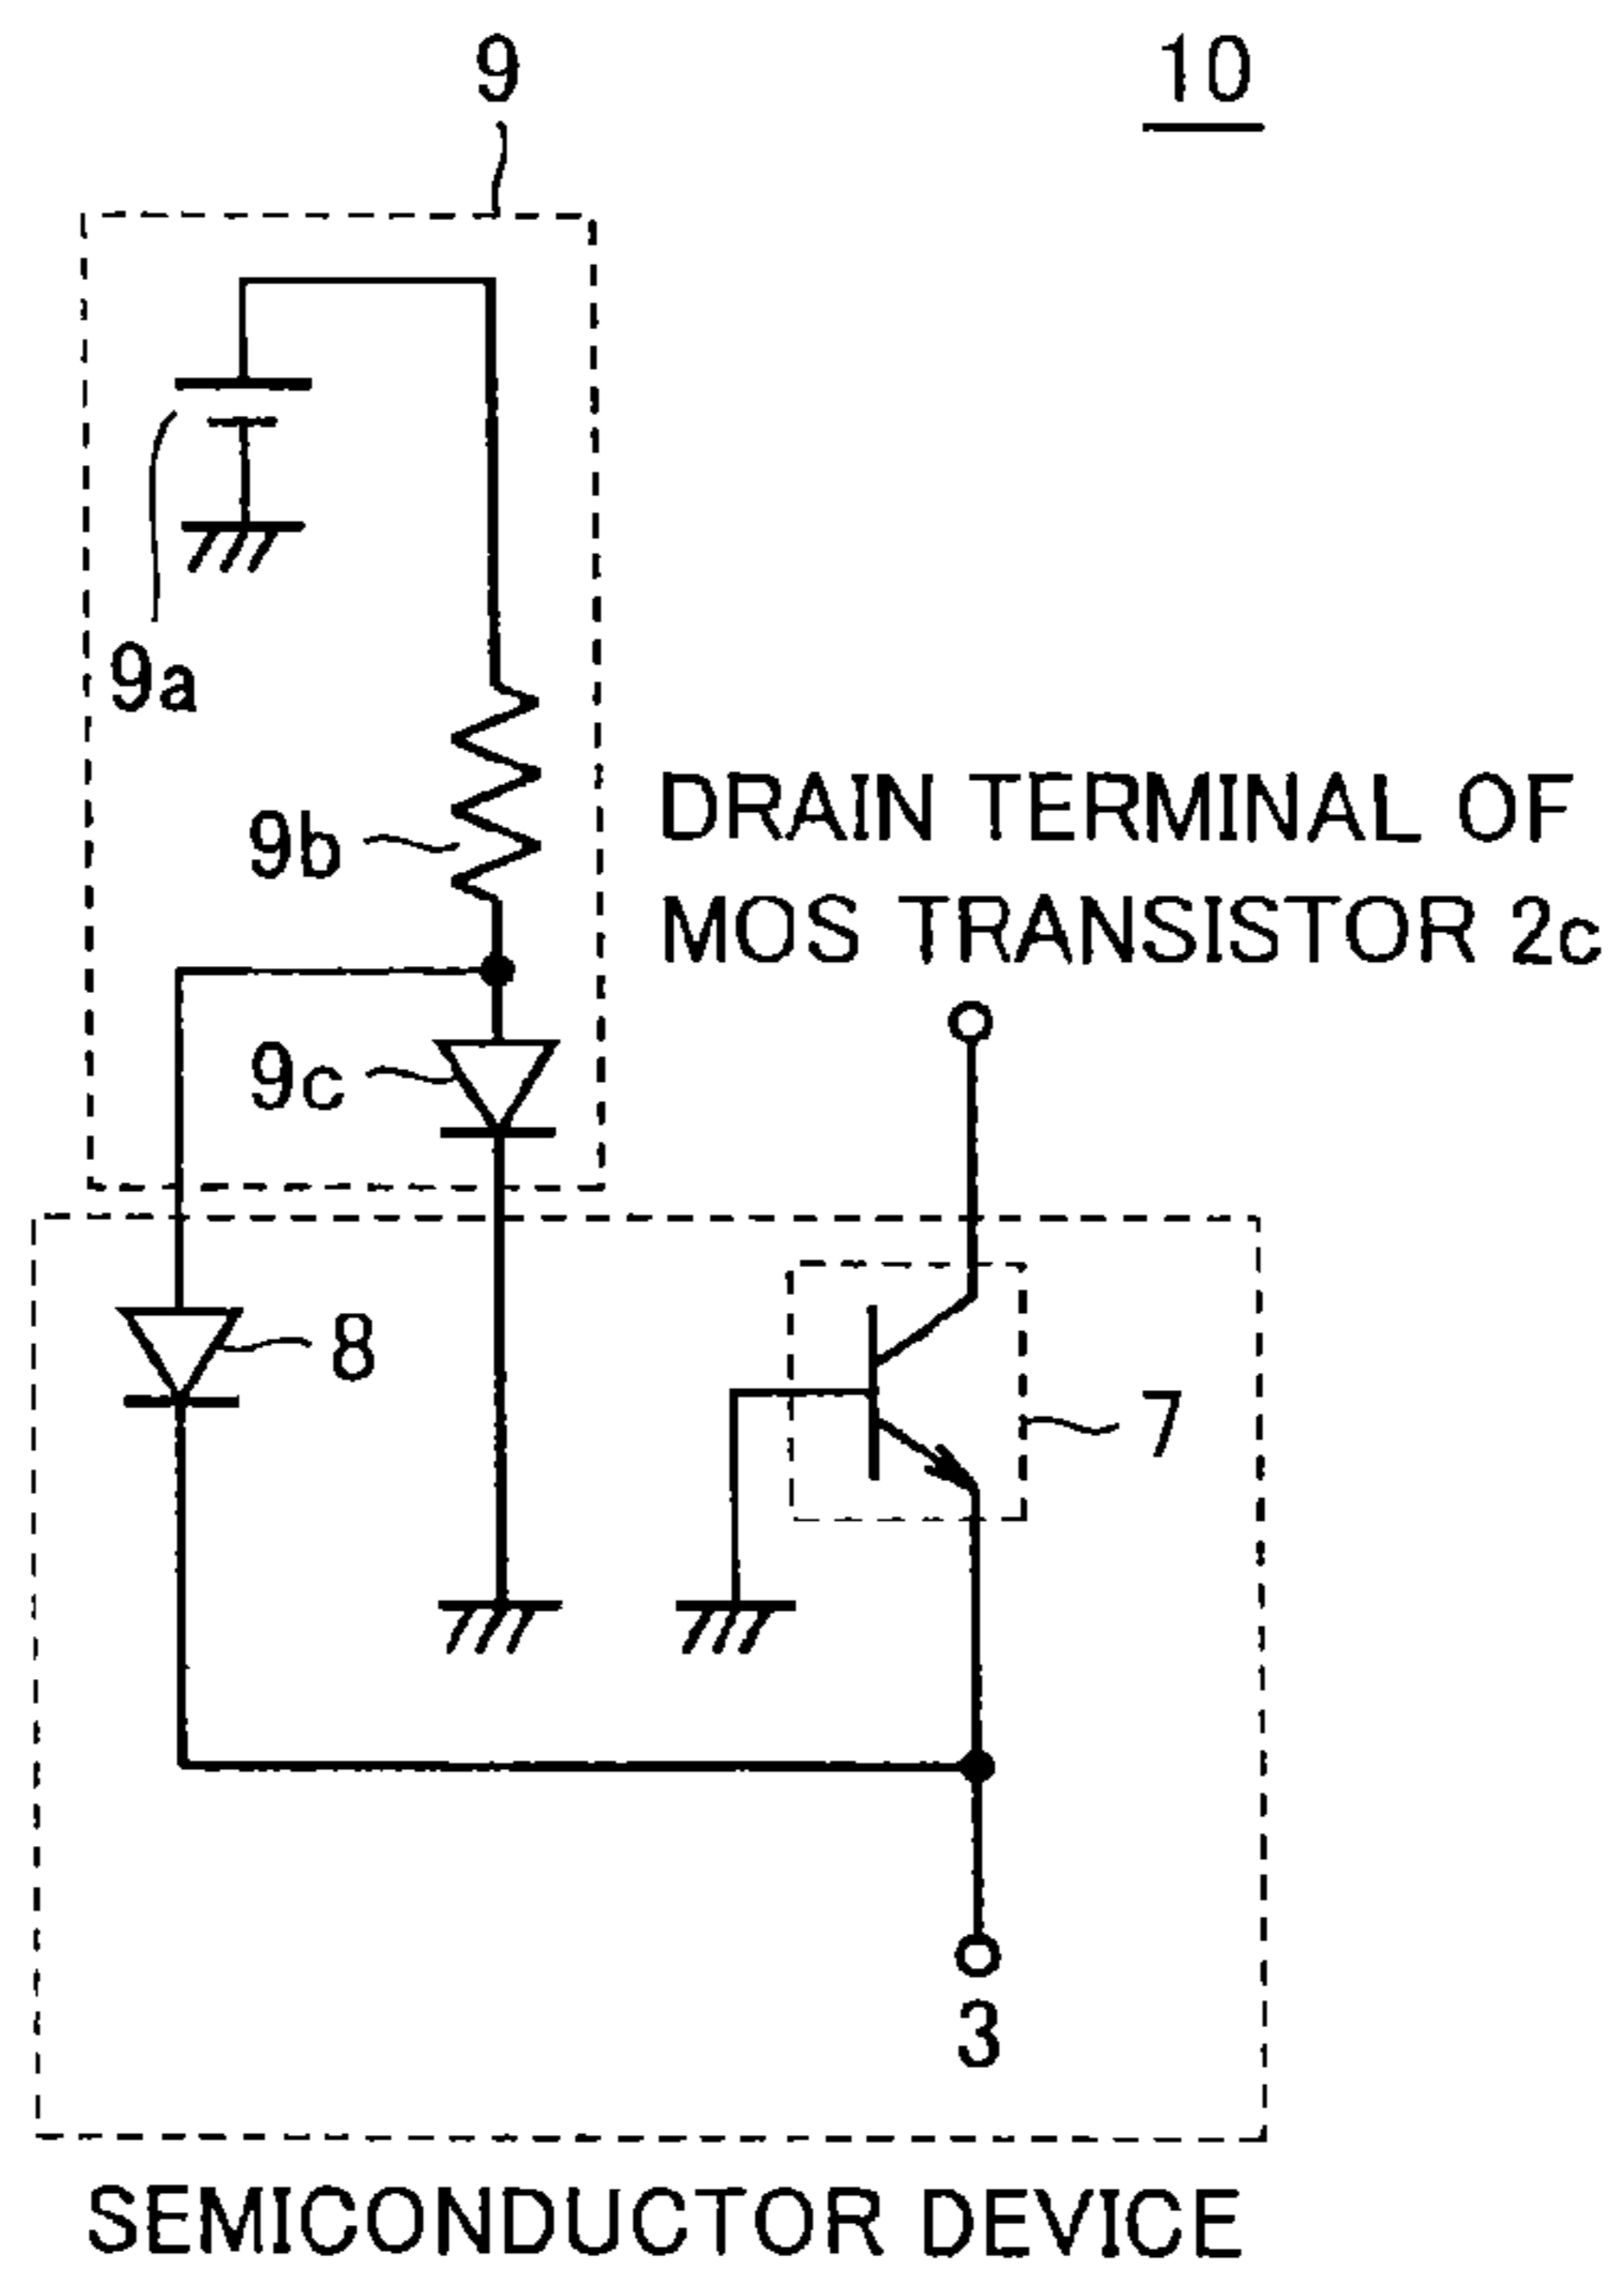 9
10
9a
9b
DRAIN TERMINAL OF
MOS TRANSISTOR 2c
9c
8
7
3
SEMICONDUCTOR DEVICE